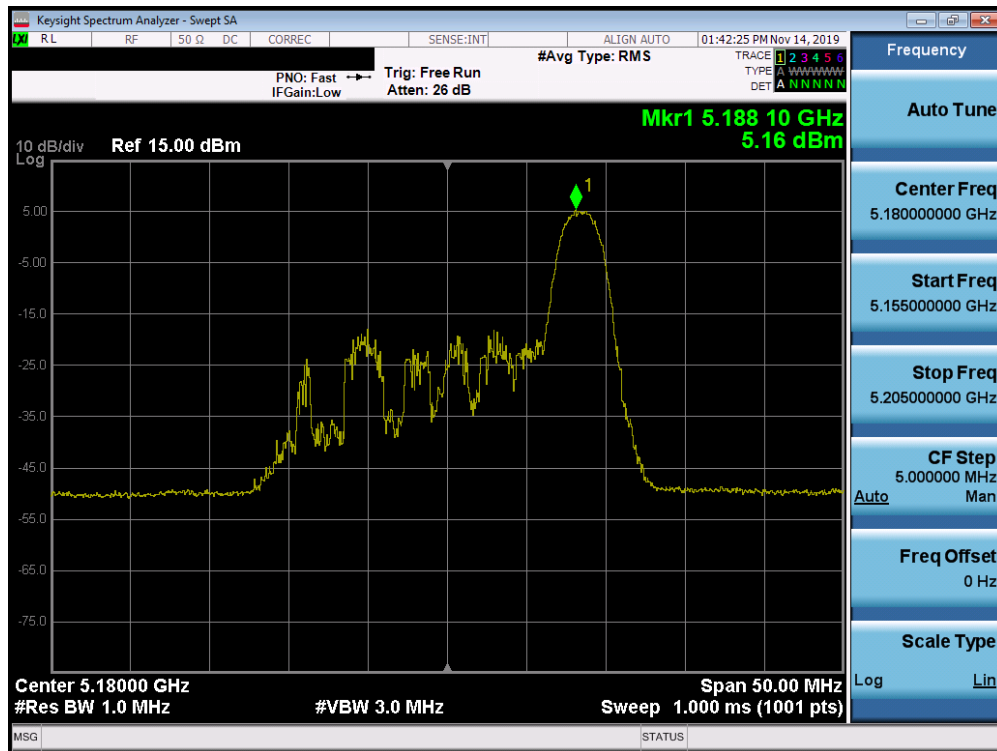 Keysight Spectrum Analyzer - Swept SA
LXI RL RF 50 Ω DC CORREC SENSE:INT ALIGN AUTO 01:42:25 PM Nov 14, 2019
PNO: Fast
IFGain:Low
Trig: Free Run
Atten: 26 dB
#Avg Type: RMS
TRACE 1 2 3 4 5 6
TYPE A WWWWW
DET A N N N N N
Mkr1 5.188 10 GHz
5.16 dBm
10 dB/div
Log
Ref 15.00 dBm
1
5.00
-5.00
-15.0
-25.0
-35.0
-45.0
-55.0
-65.0
-75.0
Center 5.18000 GHz
Span 50.00 MHz
#Res BW 1.0 MHz
#VBW 3.0 MHz
Sweep 1.000 ms (1001 pts)
MSG
STATUS
Frequency
Auto Tune
Center Freq
5.180000000 GHz
Start Freq
5.155000000 GHz
Stop Freq
5.205000000 GHz
CF Step
5.000000 MHz
Auto Man
Freq Offset
0 Hz
Scale Type
Log Lin